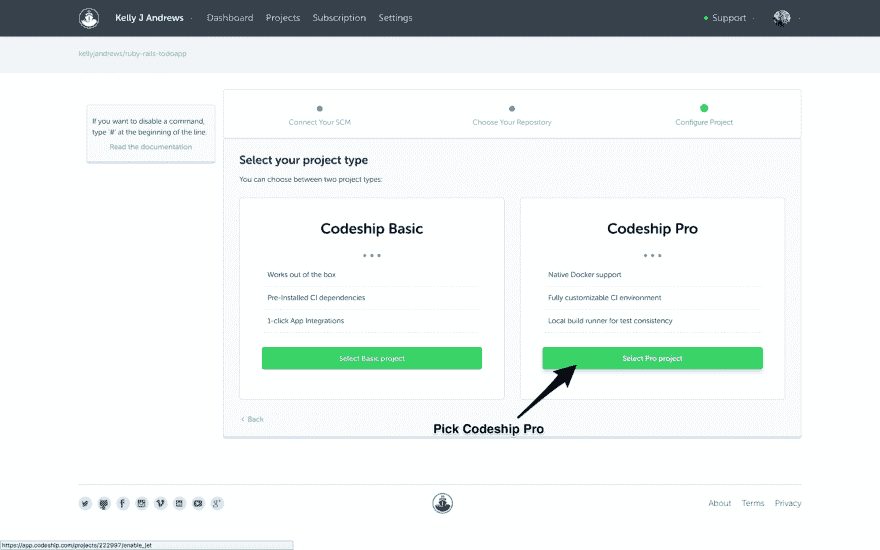 Kelly J Andrews Dashboard Projects Subscription Settings Support
kellyjandrews/ruby-rails-todoapp
If you want to disable a command,
type '#' at the beginning of the line.
Read the documentation
Connect Your SCM Choose Your Repository Configure Project
Select your project type
You can choose between two project types:
Codeship Basic
Works out of the box
Pre-Installed CI dependencies
1-click App Integrations
Select Basic project
Codeship Pro
Native Docker support
Fully customizable CI environment
Local build runner for test consistency
Select Pro project
‹ Back
Pick Codeship Pro
About Terms Privacy
https://app.codeship.com/projects/222997/enable_jet